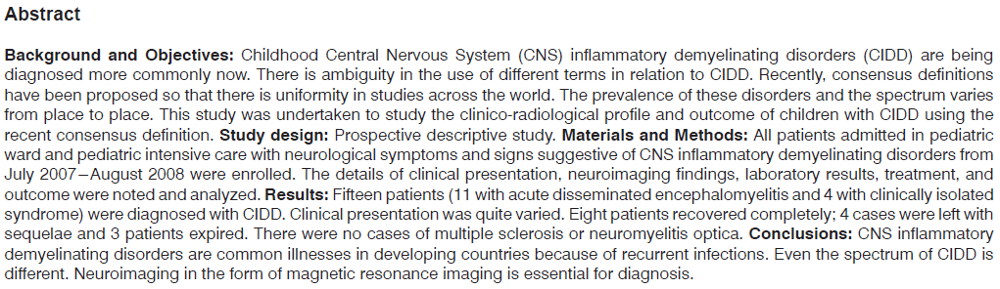 Abstract
Background and Objectives: Childhood Central Nervous System (CNS) inflammatory demyelinating disorders (CIDD) are being
diagnosed more commonly now. There is ambiguity in the use of different terms in relation to CIDD. Recently, consensus definitions
have been proposed so that there is uniformity in studies across the world. The prevalence of these disorders and the spectrum varies
from place to place. This study was undertaken to study the clinico-radiological profile and outcome of children with CIDD using the
recent consensus definition. Study design: Prospective descriptive study. Materials and Methods: All patients admitted in pediatric
ward and pediatric intensive care with neurological symptoms and signs suggestive of CNS inflammatory demyelinating disorders from
July 2007–August 2008 were enrolled. The details of clinical presentation, neuroimaging findings, laboratory results, treatment, and
outcome were noted and analyzed. Results: Fifteen patients (11 with acute disseminated encephalomyelitis and 4 with clinically isolated
syndrome) were diagnosed with CIDD. Clinical presentation was quite varied. Eight patients recovered completely; 4 cases were left with
sequelae and 3 patients expired. There were no cases of multiple sclerosis or neuromyelitis optica. Conclusions: CNS inflammatory
demyelinating disorders are common illnesses in developing countries because of recurrent infections. Even the spectrum of CIDD is
different. Neuroimaging in the form of magnetic resonance imaging is essential for diagnosis.